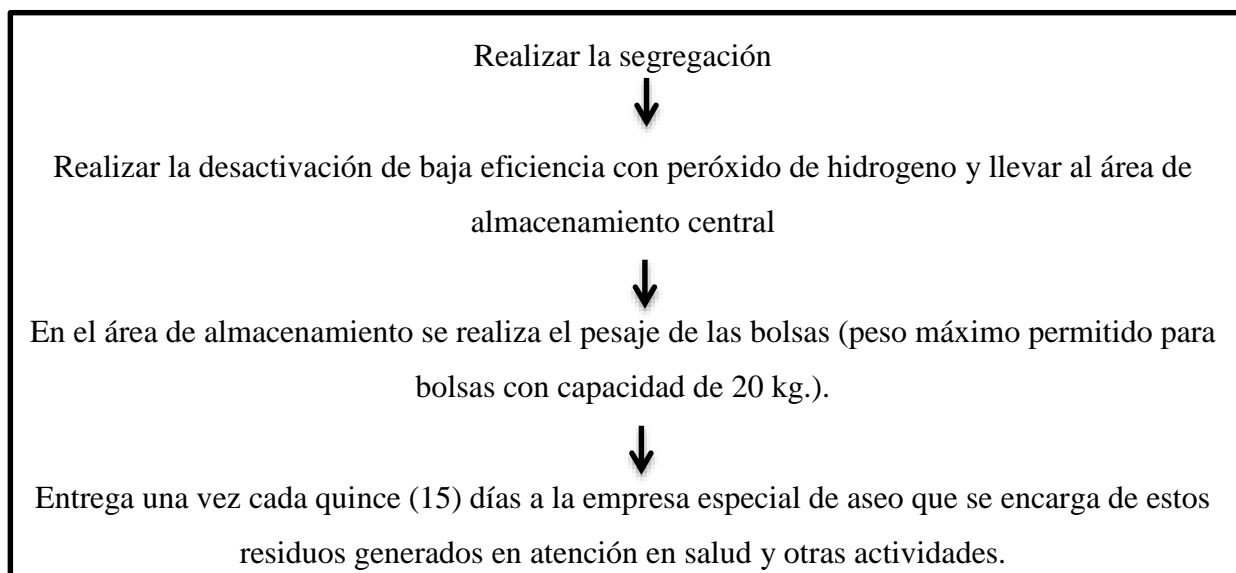 Realizar la segregación
Realizar la desactivación de baja eficiencia con peróxido de hidrogeno y llevar al área de
almacenamiento central
En el área de almacenamiento se realiza el pesaje de las bolsas (peso máximo permitido para
bolsas con capacidad de 20 kg.).
Entrega una vez cada quince (15) días a la empresa especial de aseo que se encarga de estos
residuos generados en atención en salud y otras actividades.